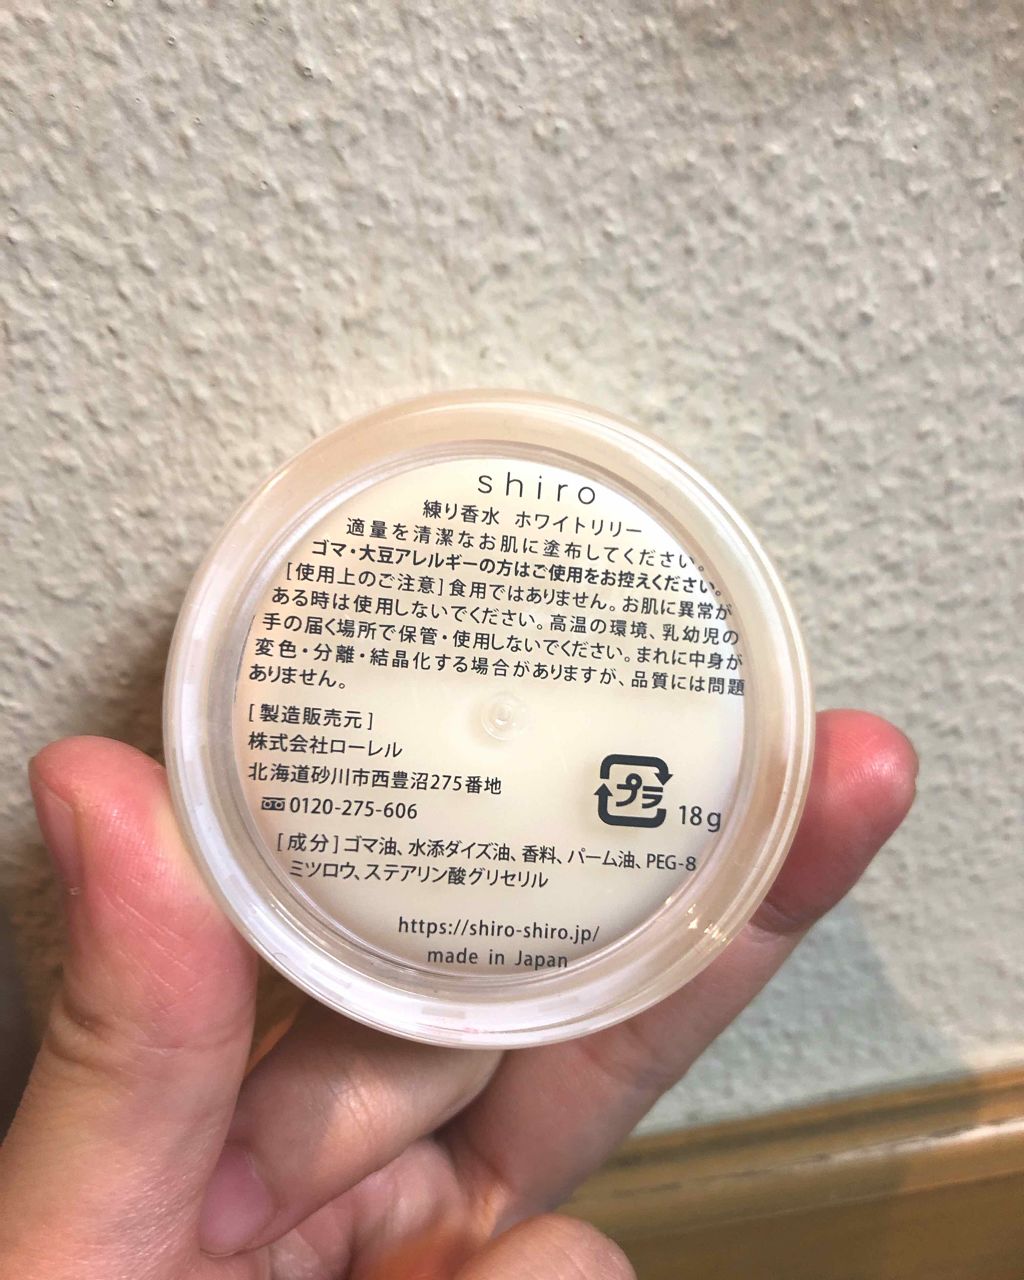 shiro
練り香水 ホワイトリリー
適量を清潔なお肌に塗布してください。
ゴマ・大豆アレルギーの方はご使用をお控えください。
[使用上のご注意]食用ではありません。お肌に異常が
ある時は使用しないでください。高温の環境、乳幼児の
手の届く場所で保管・使用しないでください。まれに中身が
変色・分離・結晶化する場合がありますが、品質には問題
ありません。
[製造販売元]
株式会社ローレル
北海道砂川市西豊沼275番地
0120-275-606
プラ 18g
[成分]ゴマ油、水添ダイズ油、香料、パーム油、PEG-8
ミツロウ、ステアリン酸グリセリル
https://shiro-shiro.jp/
made in Japan